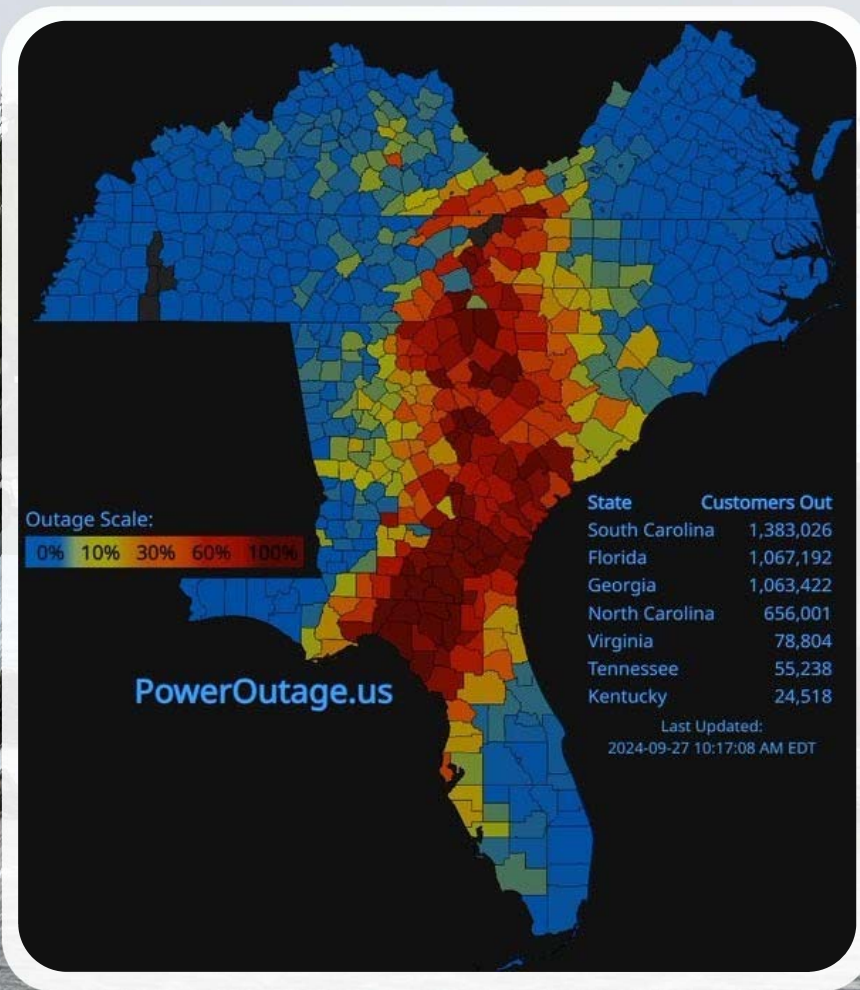 Outage Scale:
0% 10% 30% 60% 100%
PowerOutage.us
State Customers Out
South Carolina 1,383,026
Florida 1,067,192
Georgia 1,063,422
North Carolina 656,001
Virginia 78,804
Tennessee 55,238
Kentucky 24,518
Last Updated:
2024-09-27 10:17:08 AM EDT